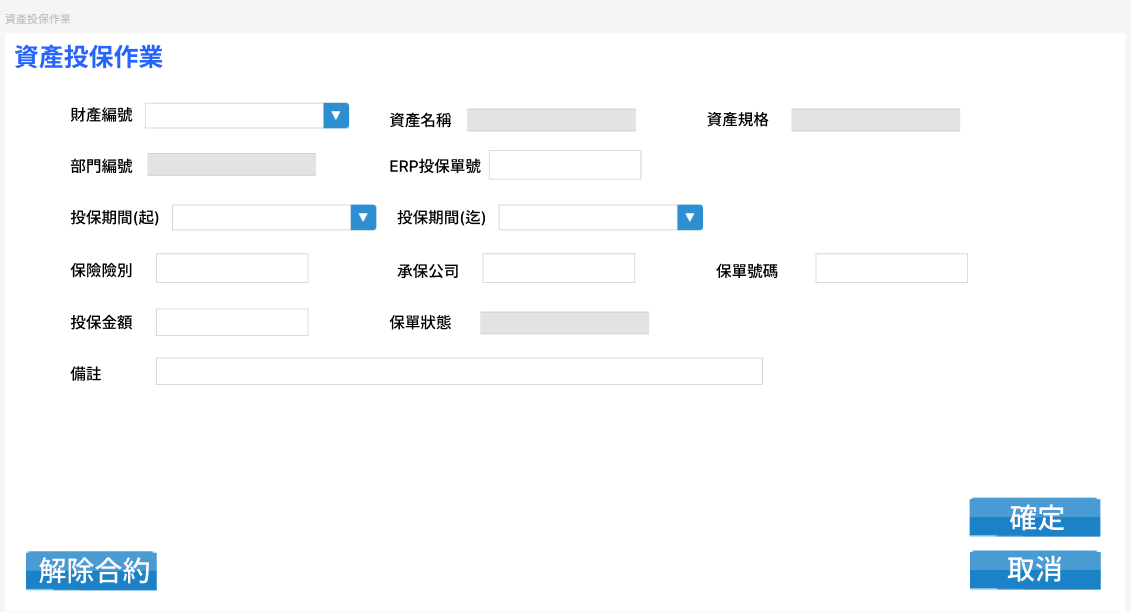 資產投保作業
資產投保作業
財產編號 ▼ 資產名稱 資產規格
部門編號 ERP投保單號
投保期間(起) ▼ 投保期間(迄) ▼
保險險別 承保公司 保單號碼
投保金額 保單狀態
備註
確定
解除合約 取消